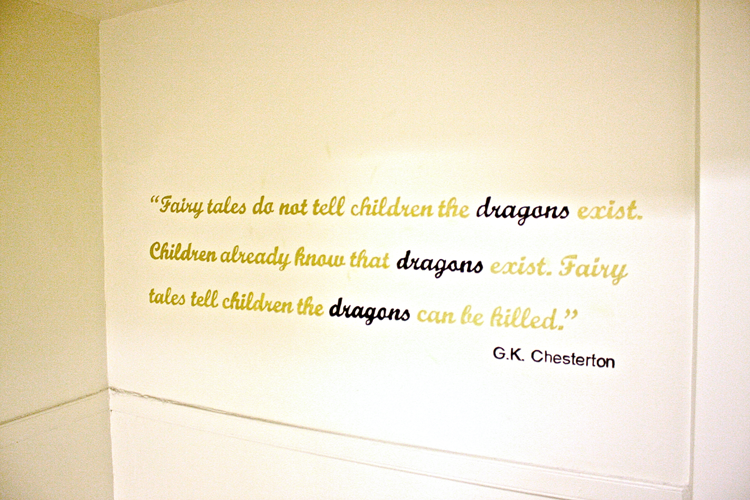 “Fairy tales do not tell children the dragons exist.
Children already know that dragons exist. Fairy
tales tell children the dragons can be killed.”
G.K. Chesterton